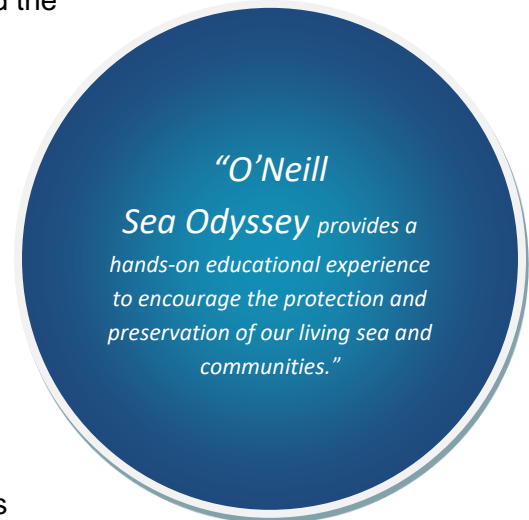 d the
“O’Neill
Sea Odyssey provides a
hands-on educational experience
to encourage the protection and
preservation of our living sea and
communities.”
s